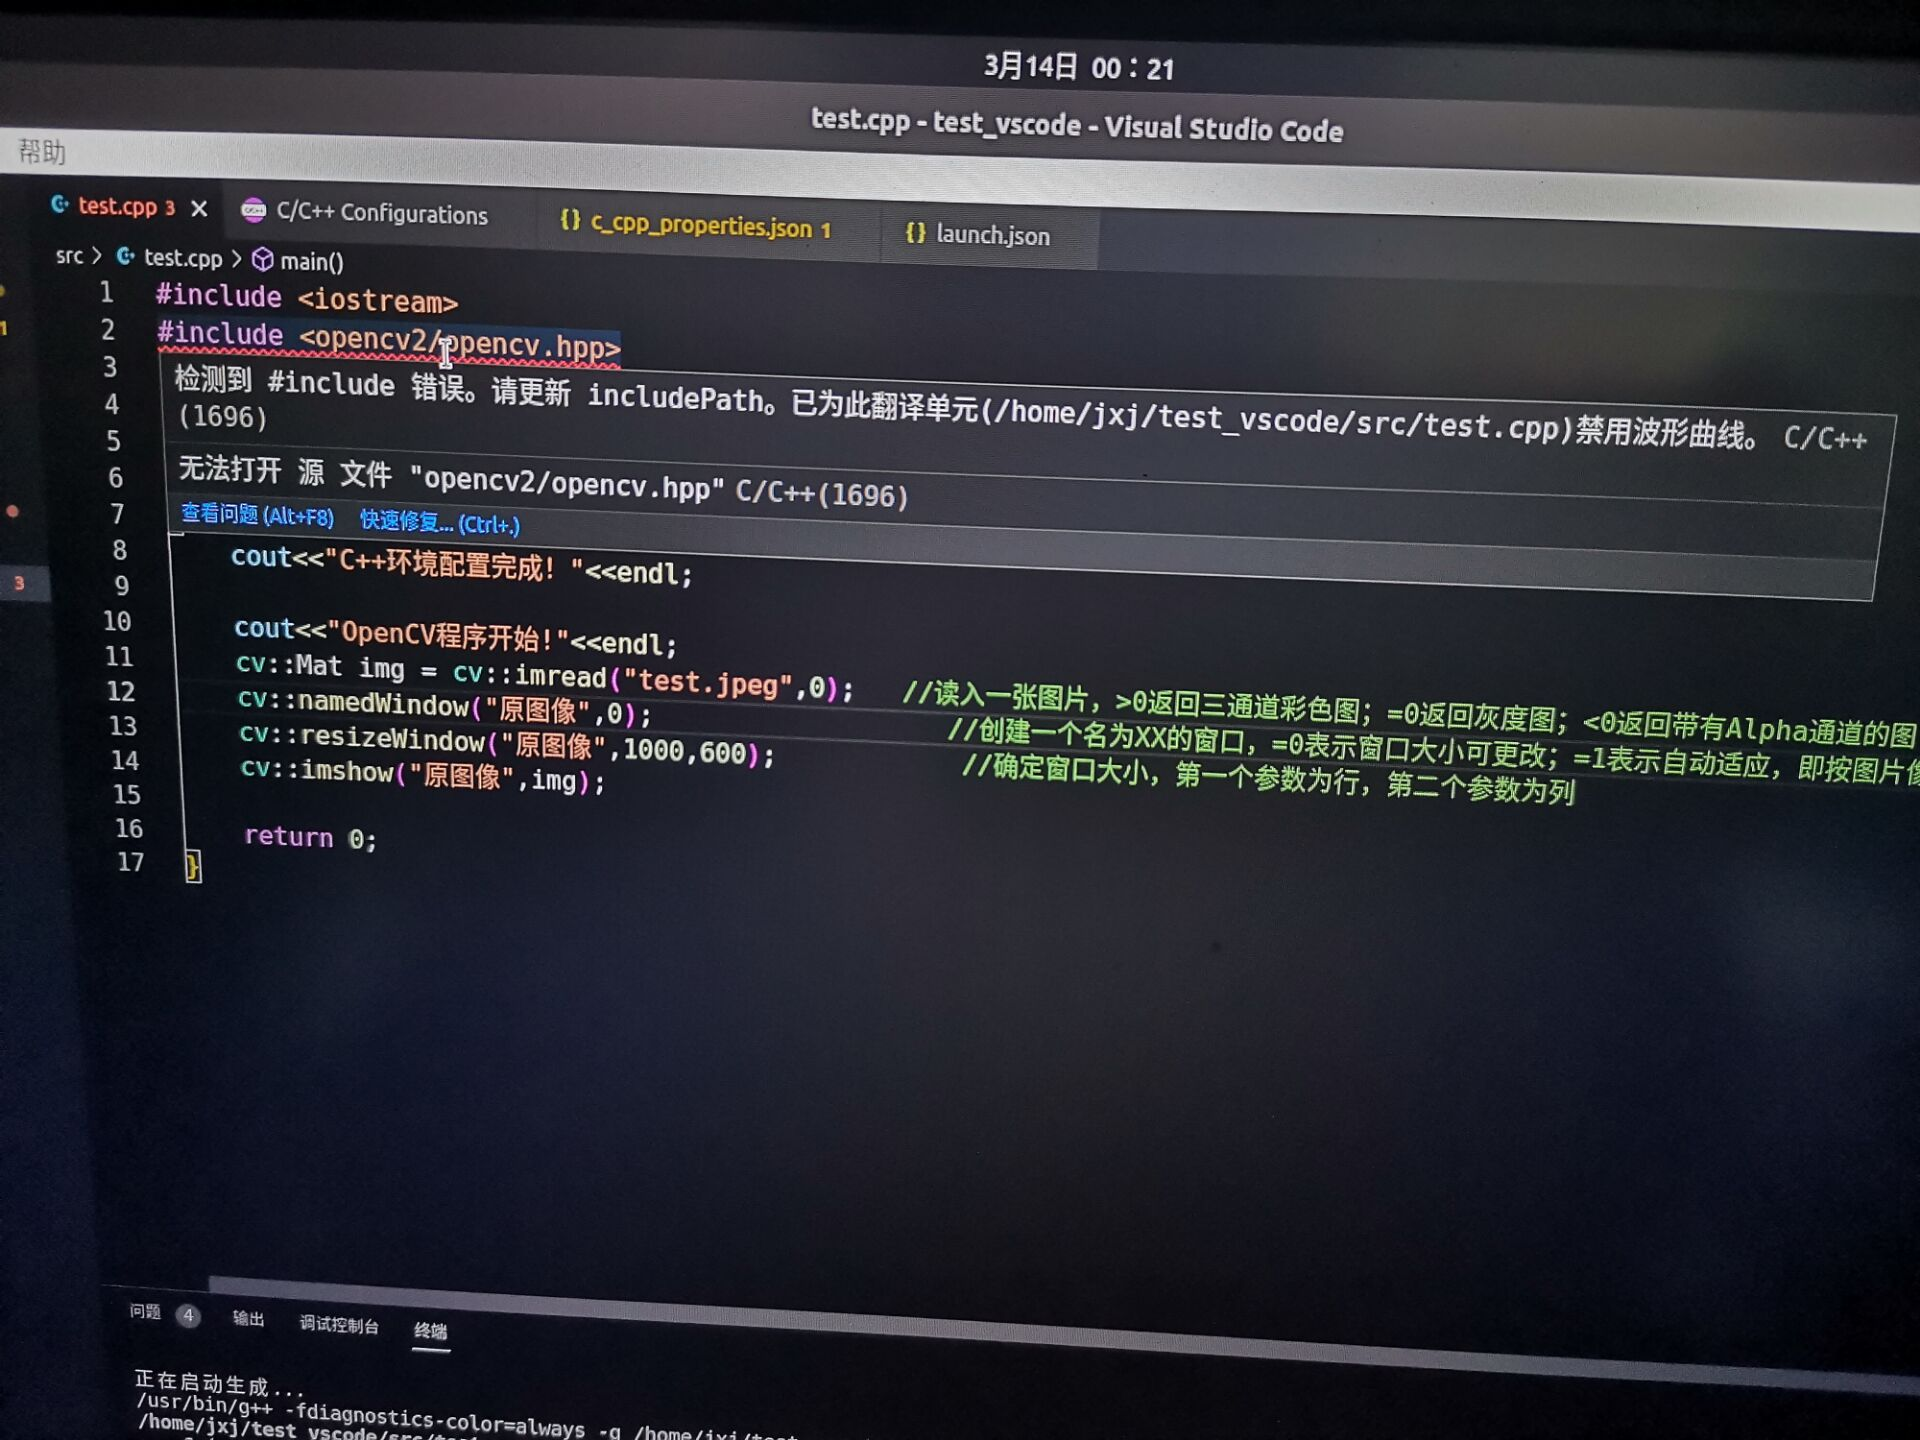 3月14日 00：21
test.cpp - test_vscode - Visual Studio Code
帮助
test.cpp 3
C/C++ Configurations
{} c_cpp_properties.json 1
{} launch.json
src > test.cpp > main()
1 #include <iostream>
2 #include <opencv2/opencv.hpp>
3
检测到 #include 错误。请更新 includePath。已为此翻译单元(/home/jxj/test_vscode/src/test.cpp)禁用波形曲线。 C/C++
4
(1696)
5
无法打开 源 文件 "opencv2/opencv.hpp" C/C++(1696)
6
查看问题 (Alt+F8) 快速修复... (Ctrl+.)
7
8 cout<<"C++环境配置完成！"<<endl;
3
9
10 cout<<"OpenCV程序开始!"<<endl;
11 cv::Mat img = cv::imread("test.jpeg",0); //读入一张图片，>0返回三通道彩色图；=0返回灰度图；<0返回带有Alpha通道的图
12 cv::namedWindow("原图像",0); //创建一个名为XX的窗口，=0表示窗口大小可更改；=1表示自动适应，即按图片
13 cv::resizeWindow("原图像",1000,600); //确定窗口大小，第一个参数为行，第二个参数为列
14 cv::imshow("原图像",img);
15
16 return 0;
17 }
问题 4 输出 调试控制台 终端
正在启动生成...
/usr/bin/g++ -fdiagnostics-color=always -g
/home/jxj/test_vscode/src/